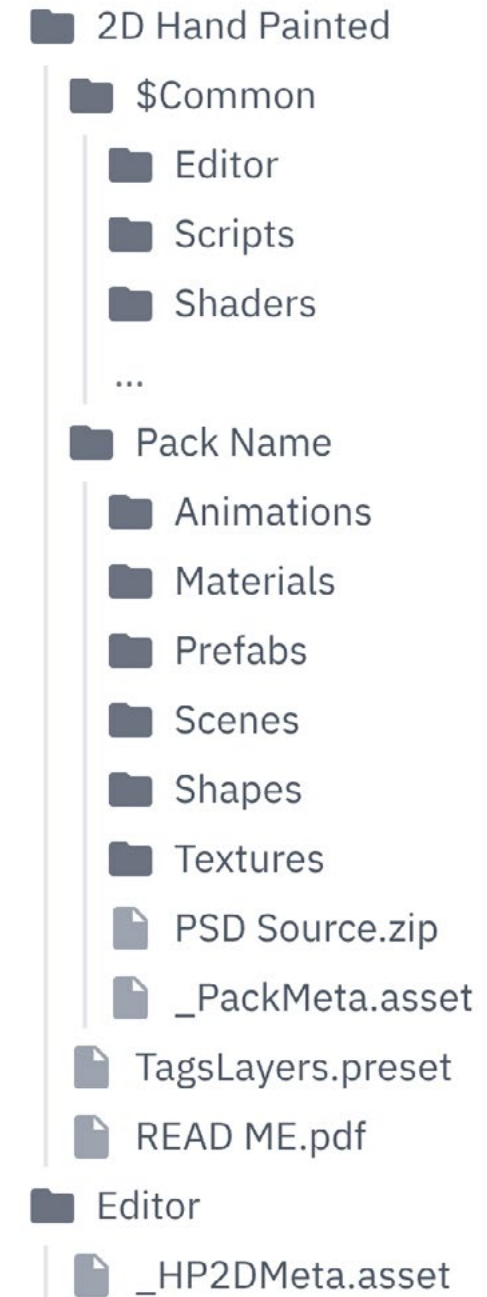 2D Hand Painted
$Common
Editor
Scripts
Shaders
...
Pack Name
Animations
Materials
Prefabs
Scenes
Shapes
Textures
PSD Source.zip
_PackMeta.asset
TagsLayers.preset
READ ME.pdf
Editor
_HP2DMeta.asset